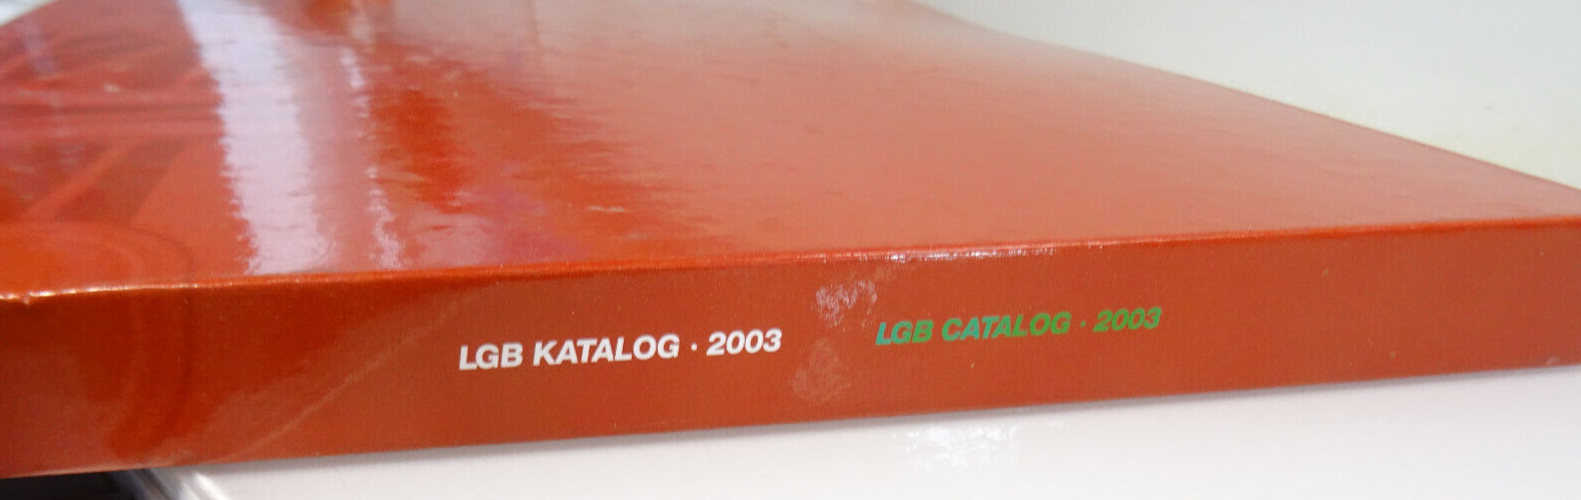 LGB KATALOG · 2003
LGB CATALOG · 2003